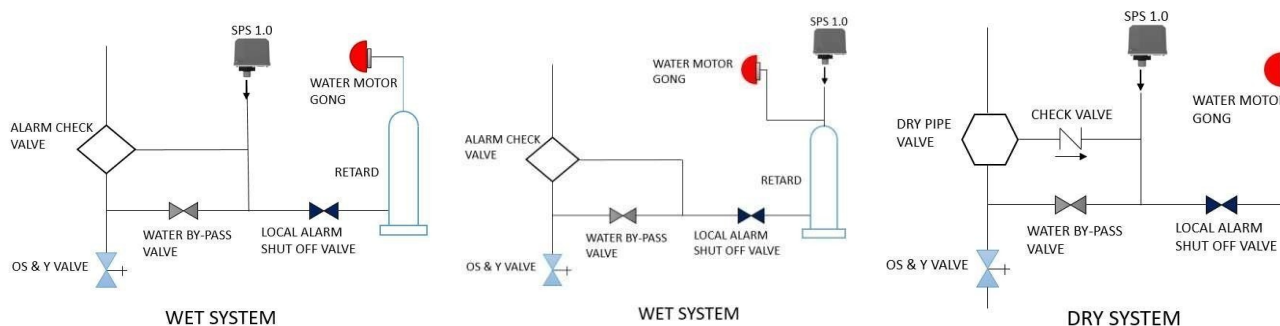 SPS 1.0
WATER MOTOR
GONG
ALARM CHECK
VALVE
RETARD
WATER BY-PASS
VALVE
LOCAL ALARM
SHUT OFF VALVE
OS & Y VALVE
WET SYSTEM
SPS 1.0
WATER MOTOR
GONG
ALARM CHECK
VALVE
RETARD
WATER BY-PASS
VALVE
LOCAL ALARM
SHUT OFF VALVE
OS & Y VALVE
WET SYSTEM
SPS 1.0
WATER MOTOR
GONG
DRY PIPE
VALVE
CHECK VALVE
WATER BY-PASS
VALVE
LOCAL ALARM
SHUT OFF VALVE
OS & Y VALVE
DRY SYSTEM